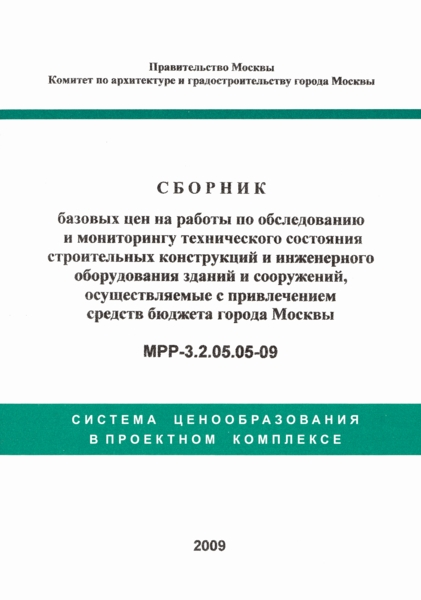 Правительство Москвы
Комитет по архитектуре и градостроительству города Москвы
СБОРНИК
базовых цен на работы по обследованию
и мониторингу технического состояния
строительных конструкций и инженерного
оборудования зданий и сооружений,
осуществляемые с привлечением
средств бюджета города Москвы
МРР-3.2.05.05-09
СИСТЕМА ЦЕНООБРАЗОВАНИЯ
В ПРОЕКТНОМ КОМПЛЕКСЕ
2009